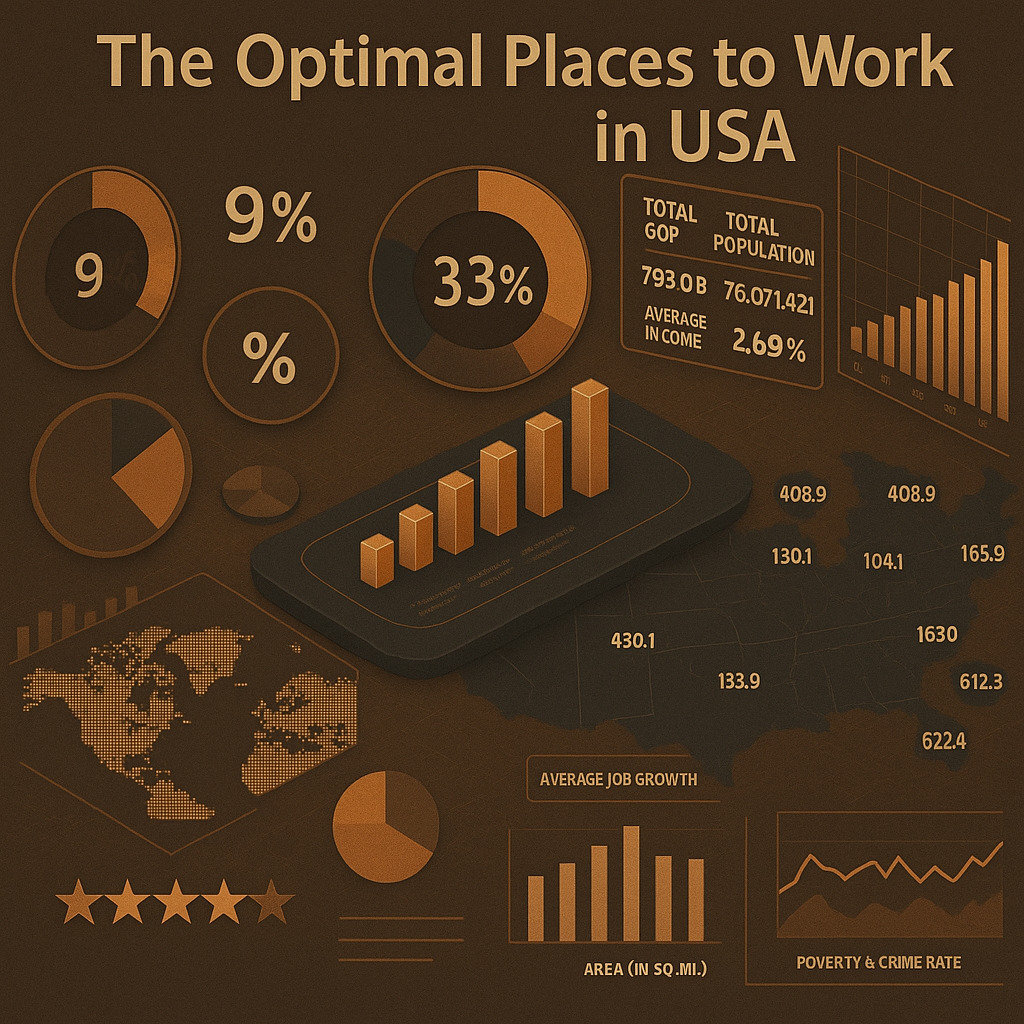 The Optimal Places to Work
in USA
9
9%
%
33%
TOTAL GOP
TOTAL POPULATION
793.0 B
76.071.421
AVERAGE
IN COME
2.69%
408.9
408.9
130.1
104.1
165.9
430.1
1630
133.9
612.3
622.4
AVERAGE JOB GROWTH
AREA (IN SQ.MI.)
POVERTY & CRIME RATE